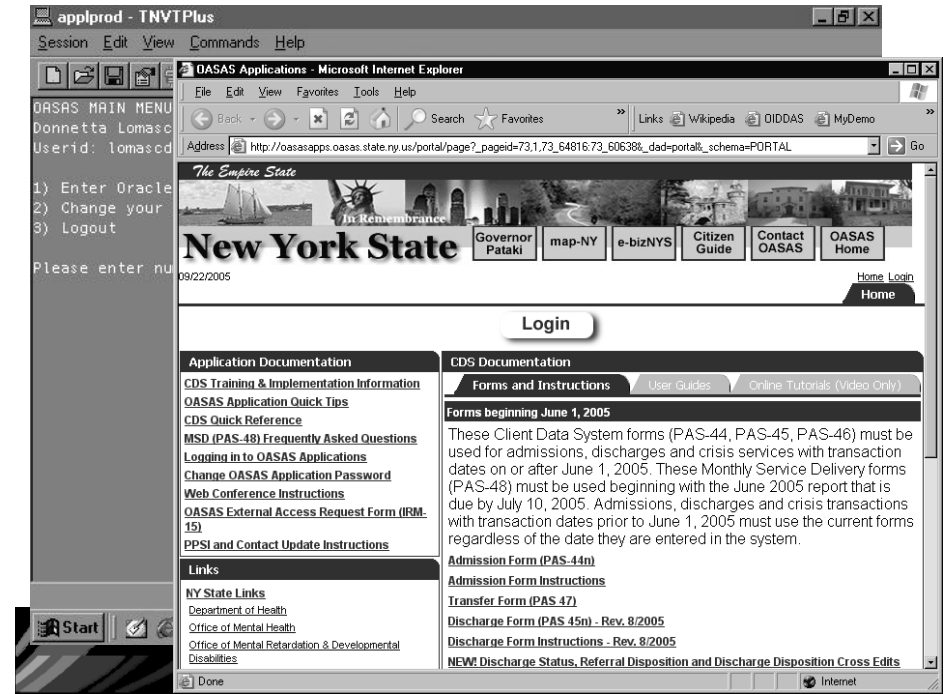 applprod - TNVTPlus
Session Edit View Commands Help
OASAS MAIN MENU
Donnetta Lomasc
Userid: lomascd
1) Enter Oracle
2) Change your
3) Logout
Please enter nu
Start
OASAS Applications - Microsoft Internet Explorer
File Edit View Favorites Tools Help
Back Search Favorites » Links Wikipedia OIDDAS MyDemo »
Address http://oasasapps.oasas.state.ny.us/portal/page?_pageid=73,1,73_64816:73_60638&_dad=portal&_schema=PORTAL Go
The Empire State
In Remembrance
New York State
Governor Pataki
map-NY
e-bizNYS
Citizen Guide
Contact OASAS
OASAS Home
09/22/2005
Home Login
Home
Login
Application Documentation
CDS Training & Implementation Information
OASAS Application Quick Tips
CDS Quick Reference
MSD (PAS-48) Frequently Asked Questions
Logging in to OASAS Applications
Change OASAS Application Password
Web Conference Instructions
OASAS External Access Request Form (IRM-
15)
PPSI and Contact Update Instructions
Links
NY State Links
Department of Health
Office of Mental Health
Office of Mental Retardation & Developmental
Disabilities
CDS Documentation
Forms and Instructions User Guides Online Tutorials (Video Only)
Forms beginning June 1, 2005
These Client Data System forms (PAS-44, PAS-45, PAS-46) must be
used for admissions, discharges and crisis services with transaction
dates on or after June 1, 2005. These Monthly Service Delivery forms
(PAS-48) must be used beginning with the June 2005 report that is
due by July 10, 2005. Admissions, discharges and crisis transactions
with transaction dates prior to June 1, 2005 must use the current forms
regardless of the date they are entered in the system.
Admission Form (PAS-44n)
Admission Form Instructions
Transfer Form (PAS 47)
Discharge Form (PAS 45n) - Rev. 8/2005
Discharge Form Instructions - Rev. 8/2005
NEW! Discharge Status, Referral Disposition and Discharge Disposition Cross Edits
Done Internet